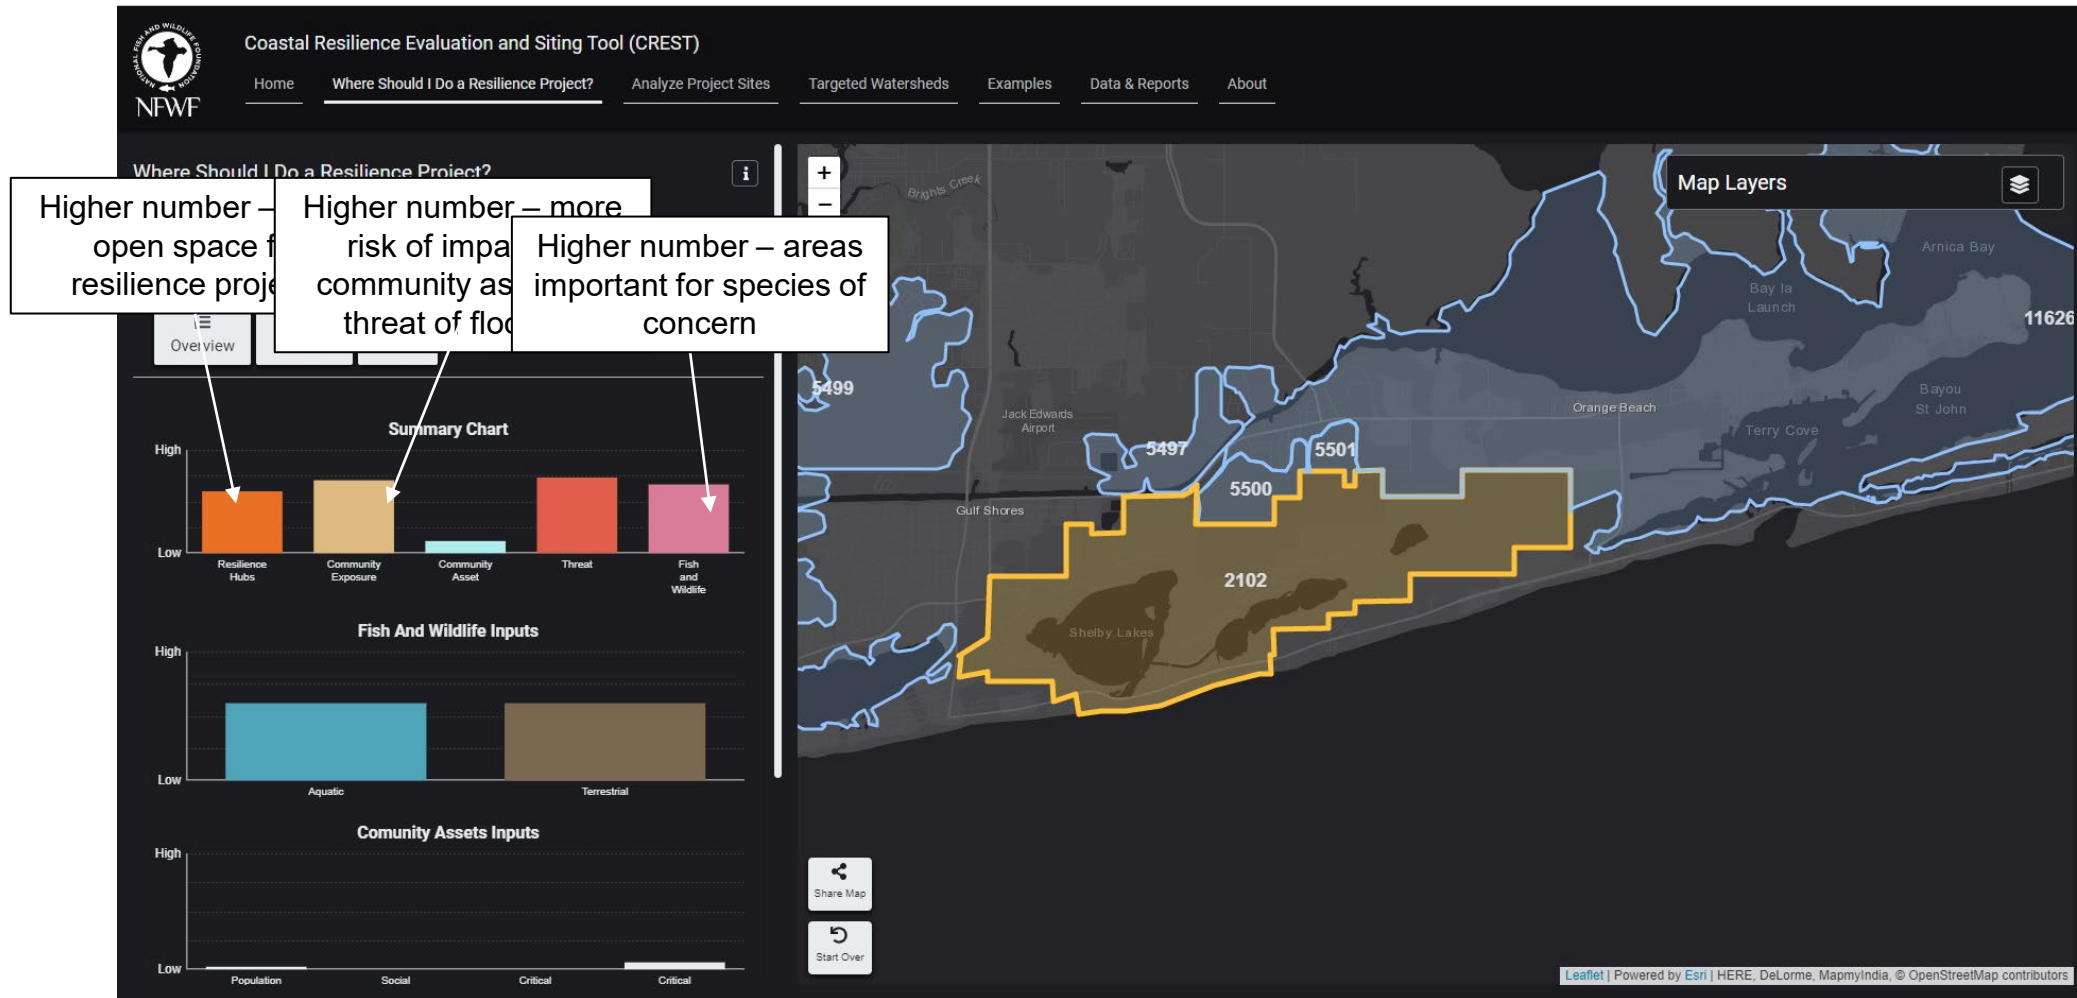 NATIONAL FISH AND WILDLIFE FOUNDATION
NFWF
Coastal Resilience Evaluation and Siting Tool (CREST)
Home
Where Should I Do a Resilience Project?
Analyze Project Sites
Targeted Watersheds
Examples
Data & Reports
About
Where Should I Do a Resilience Project?
i
Higher number –
open space f
resilience proje
Higher number – more
risk of impa
community as
threat of floo
Higher number – areas
important for species of
concern
Overview
Summary Chart
High
Low
Resilience
Hubs
Community
Exposure
Community
Asset
Threat
Fish
and
Wildlife
Fish And Wildlife Inputs
High
Low
Aquatic
Terrestrial
Comunity Assets Inputs
High
Low
Population
Social
Critical
Critical
+
−
Map Layers
Brights Creek
Arnica Bay
Bay la
Launch
11626
5499
Bayou
St John
Jack Edwards
Airport
Orange Beach
Terry Cove
5497
5501
5500
Gulf Shores
2102
Shelby Lakes
Share Map
Start Over
Leaflet | Powered by Esri | HERE, DeLorme, MapmyIndia, © OpenStreetMap contributors